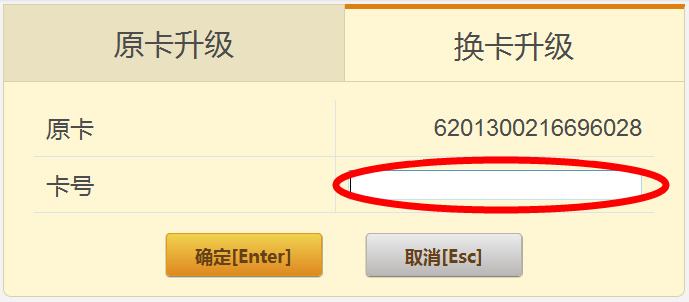 原卡升级
换卡升级
原卡 6201300216696028
卡号
确定[Enter]
取消[Esc]